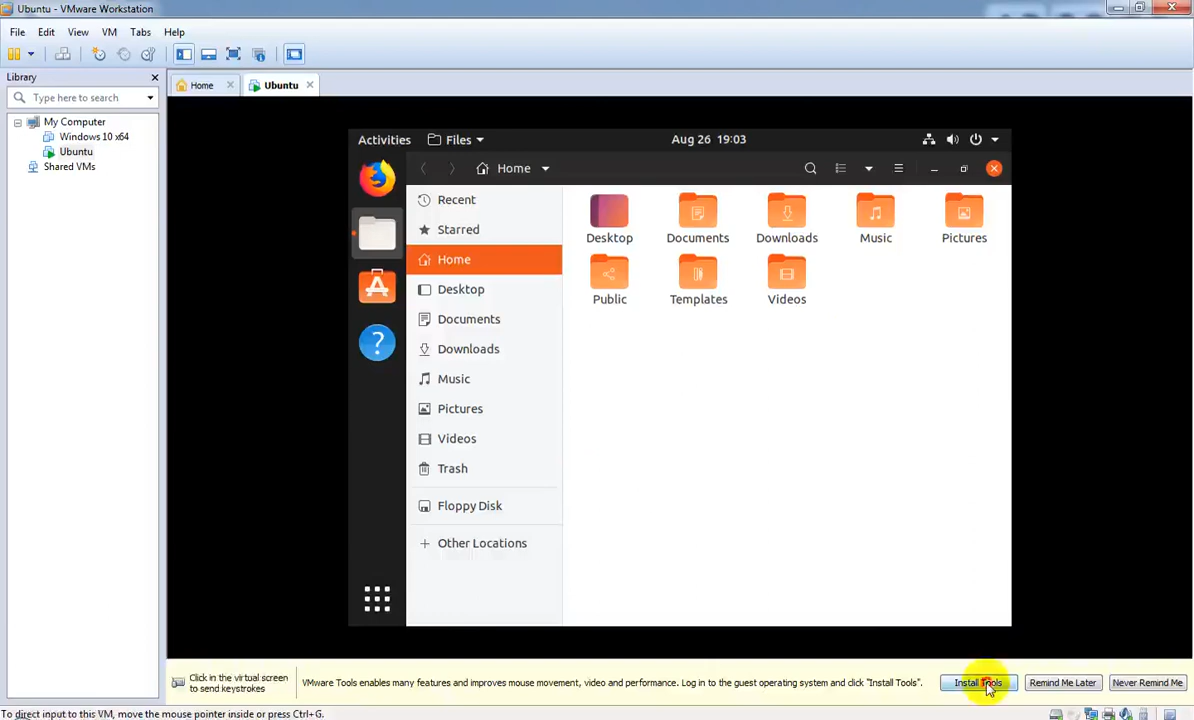 Ubuntu - VMware Workstation
File Edit View VM Tabs Help
Library
Type here to search
My Computer
Windows 10 x64
Ubuntu
Shared VMs
Home
Ubuntu
Activities
Files
Aug 26 19:03
Home
Recent
Starred
Home
Desktop
Documents
Downloads
Music
Pictures
Videos
Trash
Floppy Disk
Other Locations
Desktop Documents Downloads Music Pictures
Public Templates Videos
Click in the virtual screen
to send keystrokes
VMware Tools enables many features and improves mouse movement, video and performance. Log in to the guest operating system and click "Install Tools".
Install Tools
Remind Me Later
Never Remind Me
To direct input to this VM, move the mouse pointer inside or press Ctrl+G.